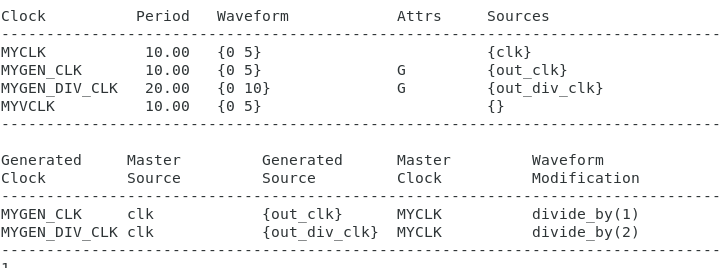 Clock          Period   Waveform            Attrs     Sources
--------------------------------------------------------------------------------
MYCLK           10.00   {0 5}                         {clk}
MYGEN_CLK       10.00   {0 5}               G         {out_clk}
MYGEN_DIV_CLK   20.00   {0 10}              G         {out_div_clk}
MYVCLK          10.00   {0 5}                         {}
--------------------------------------------------------------------------------
Generated     Master         Generated      Master         Waveform
Clock         Source         Source         Clock          Modification
--------------------------------------------------------------------------------
MYGEN_CLK     clk            {out_clk}      MYCLK          divide_by(1)
MYGEN_DIV_CLK clk            {out_div_clk}  MYCLK          divide_by(2)
--------------------------------------------------------------------------------
1